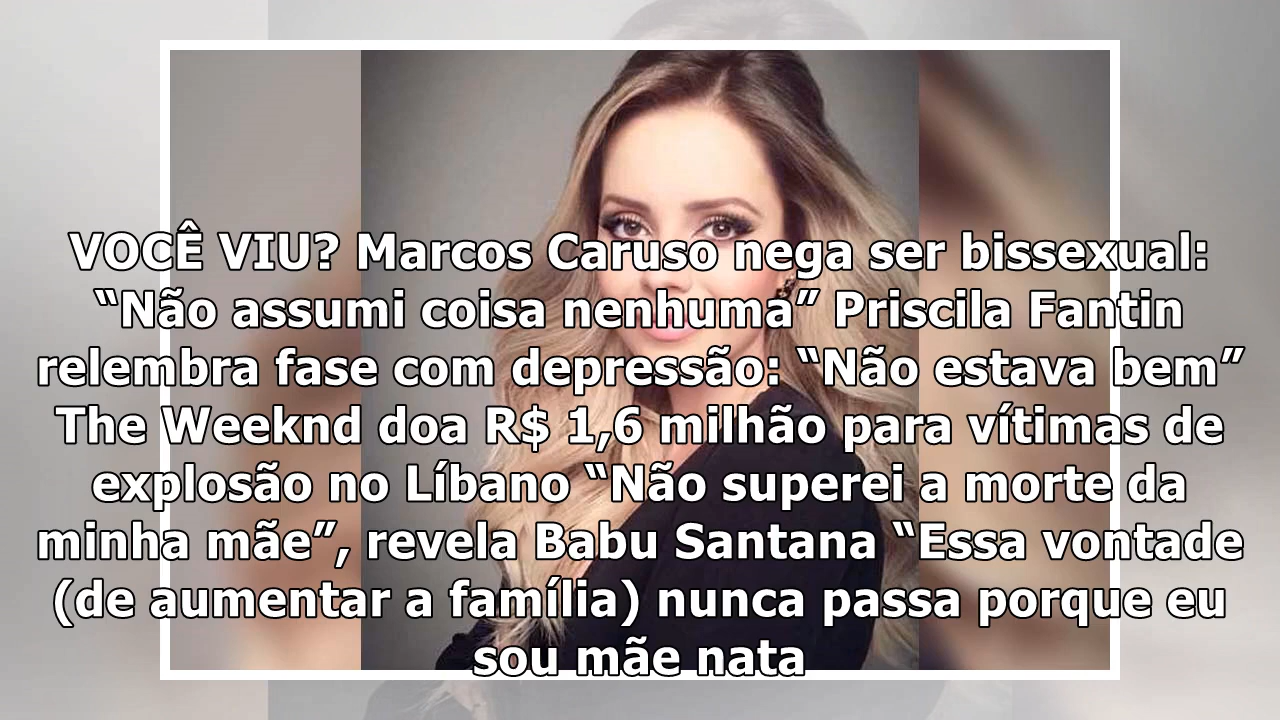 VOCÊ VIU? Marcos Caruso nega ser bissexual:
“Não assumi coisa nenhuma” Priscila Fantin
relembra fase com depressão: “Não estava bem”
The Weeknd doa R$ 1,6 milhão para vítimas de
explosão no Líbano “Não superei a morte da
minha mãe”, revela Babu Santana “Essa vontade
(de aumentar a família) nunca passa porque eu
sou mãe nata